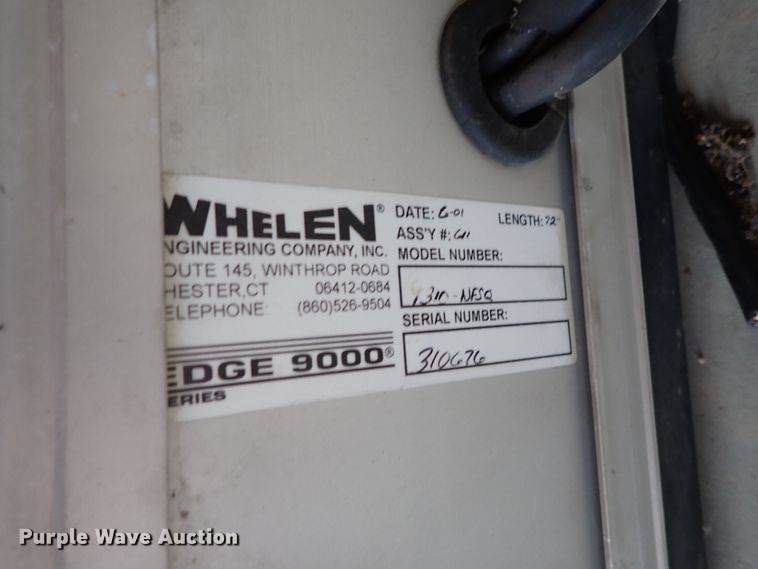 WHELEN®
NGINEERING COMPANY, INC.
OUTE 145, WINTHROP ROAD
HESTER, CT 06412-0684
ELEPHONE: (860)526-9504
EDGE 9000®
ERIES
DATE: 6-01 LENGTH: 72"
ASS'Y #:
MODEL NUMBER:
SERIAL NUMBER:
310676
Purple Wave Auction